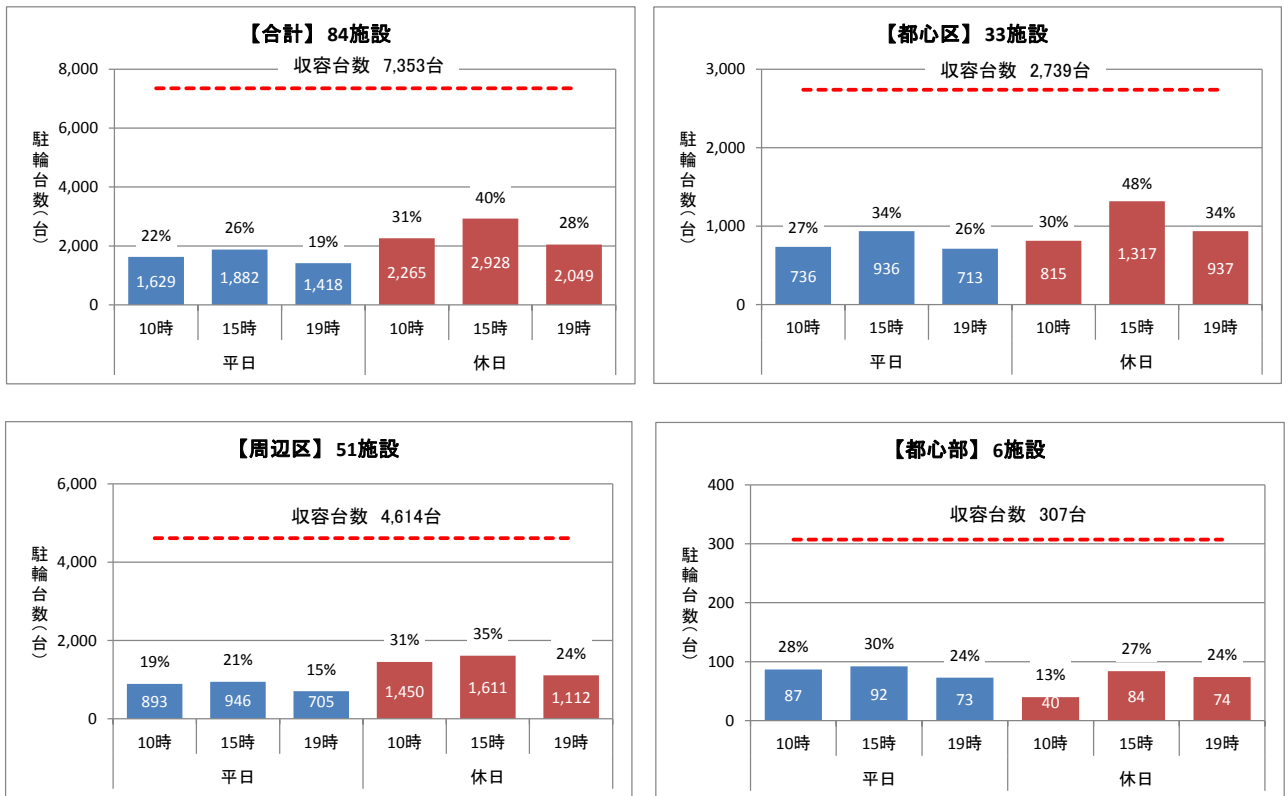 【合計】 84施設
収容台数 7,353台
駐輪台数(台)
8,000
6,000
4,000
2,000
0
22% 26% 19% 31% 40% 28%
1,629 1,882 1,418 2,265 2,928 2,049
10時 15時 19時 10時 15時 19時
平日 休日
【都心区】 33施設
収容台数 2,739台
駐輪台数(台)
3,000
2,000
1,000
0
27% 34% 26% 30% 48% 34%
736 936 713 815 1,317 937
10時 15時 19時 10時 15時 19時
平日 休日
【周辺区】 51施設
収容台数 4,614台
駐輪台数(台)
6,000
4,000
2,000
0
19% 21% 15% 31% 35% 24%
893 946 705 1,450 1,611 1,112
10時 15時 19時 10時 15時 19時
平日 休日
【都心部】 6施設
収容台数 307台
駐輪台数(台)
400
300
200
100
0
28% 30% 24% 13% 27% 24%
87 92 73 40 84 74
10時 15時 19時 10時 15時 19時
平日 休日